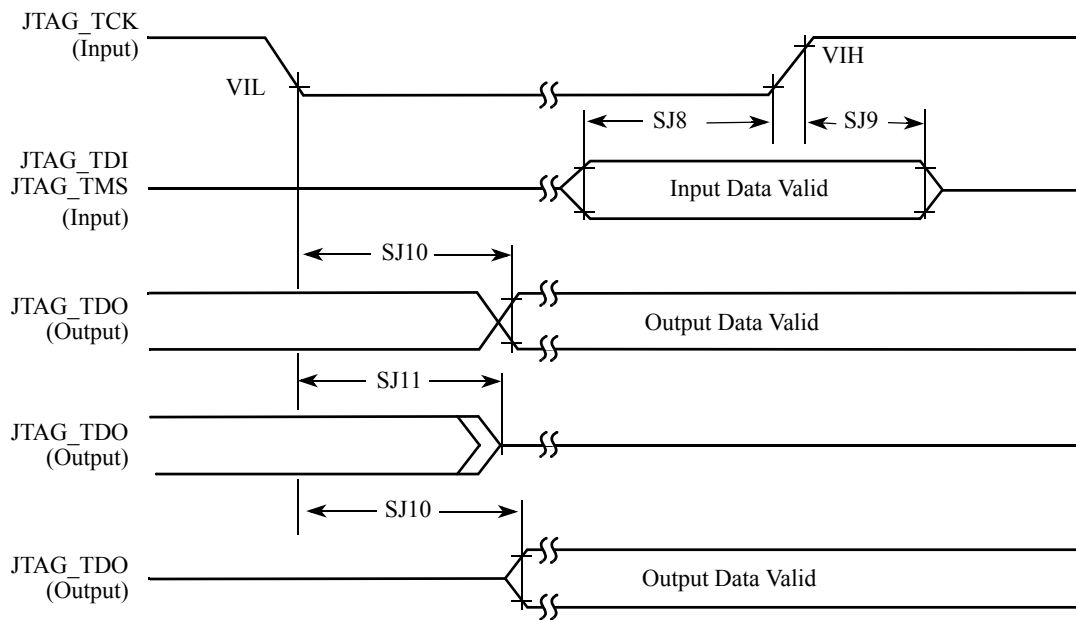 JTAG_TCK
(Input)
VIH
VIL
SJ8
SJ9
JTAG_TDI
JTAG_TMS
(Input)
Input Data Valid
SJ10
JTAG_TDO
(Output)
Output Data Valid
SJ11
JTAG_TDO
(Output)
SJ10
JTAG_TDO
(Output)
Output Data Valid